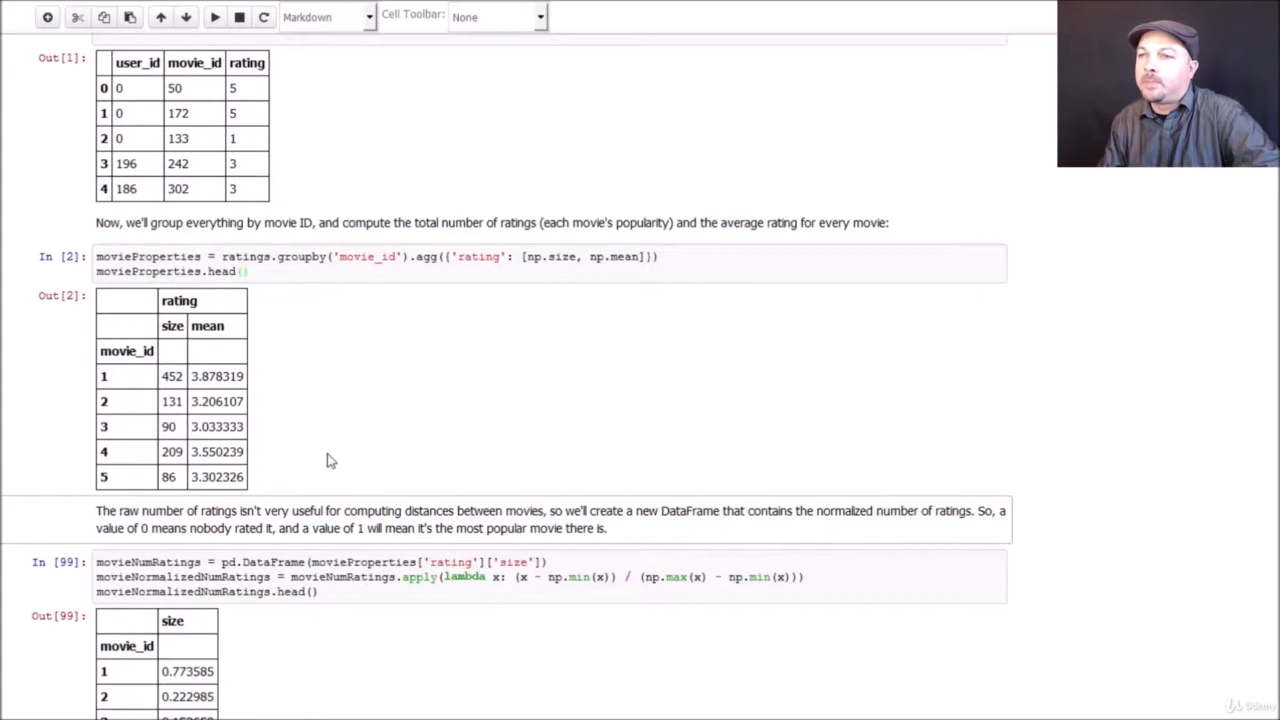 Markdown Cell Toolbar: None
Out[1]:
user_id movie_id rating
0 0 50 5
1 0 172 5
2 0 133 1
3 196 242 3
4 186 302 3
Now, we'll group everything by movie ID, and compute the total number of ratings (each movie's popularity) and the average rating for every movie:
In [2]: movieProperties = ratings.groupby('movie_id').agg({'rating': [np.size, np.mean]})
movieProperties.head()
Out[2]:
rating
size mean
movie_id
1 452 3.878319
2 131 3.206107
3 90 3.033333
4 209 3.550239
5 86 3.302326
The raw number of ratings isn't very useful for computing distances between movies, so we'll create a new DataFrame that contains the normalized number of ratings. So, a
value of 0 means nobody rated it, and a value of 1 will mean it's the most popular movie there is.
In [99]: movieNumRatings = pd.DataFrame(movieProperties['rating']['size'])
movieNormalizedNumRatings = movieNumRatings.apply(lambda x: (x - np.min(x)) / (np.max(x) - np.min(x)))
movieNormalizedNumRatings.head()
Out[99]:
size
movie_id
1 0.773585
2 0.222985
Udemy